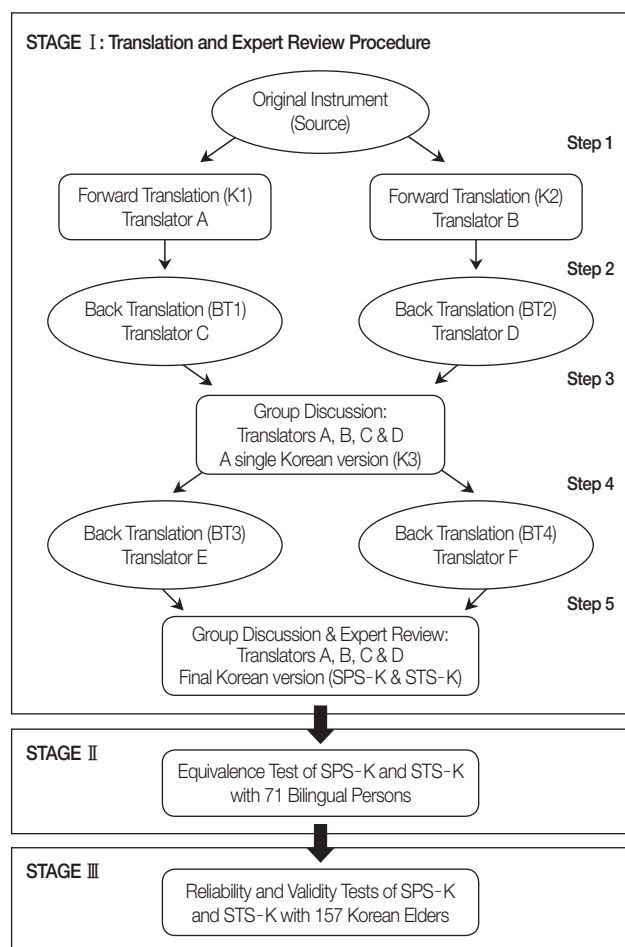 STAGE Ⅰ: Translation and Expert Review Procedure
Original Instrument
(Source)
Step 1
Forward Translation (K1)
Translator A
Forward Translation (K2)
Translator B
Step 2
Back Translation (BT1)
Translator C
Back Translation (BT2)
Translator D
Step 3
Group Discussion:
Translators A, B, C & D
A single Korean version (K3)
Step 4
Back Translation (BT3)
Translator E
Back Translation (BT4)
Translator F
Step 5
Group Discussion & Expert Review:
Translators A, B, C & D
Final Korean version (SPS-K & STS-K)
STAGE Ⅱ
Equivalence Test of SPS-K and STS-K
with 71 Bilingual Persons
STAGE Ⅲ
Reliability and Validity Tests of SPS-K
and STS-K with 157 Korean Elders